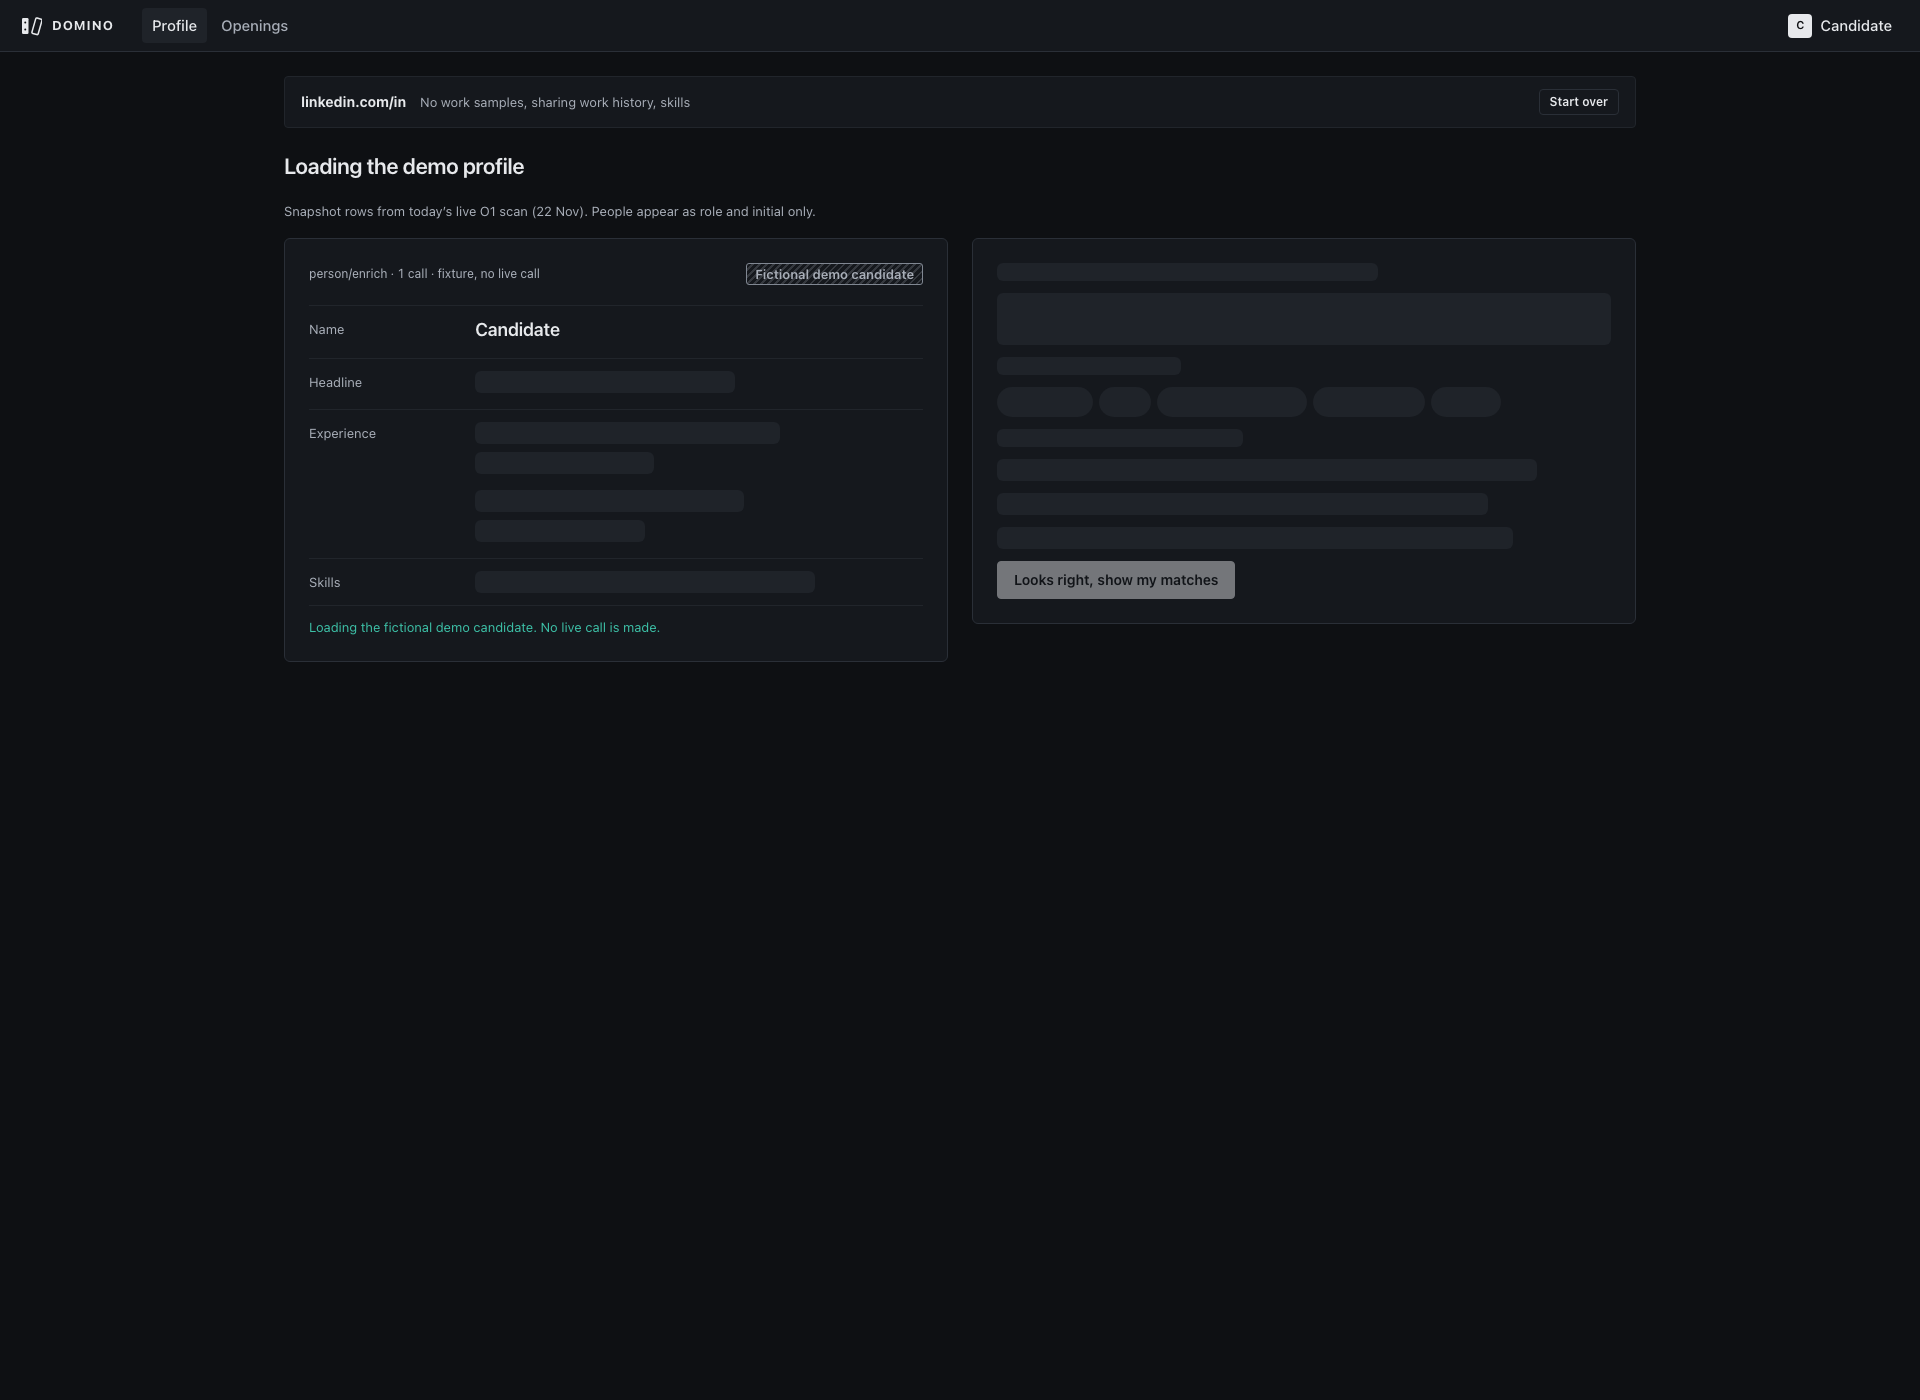 DOMINO
Profile
Openings
C
Candidate
linkedin.com/in
No work samples, sharing work history, skills
Start over
Loading the demo profile
Snapshot rows from today's live O1 scan (22 Nov). People appear as role and initial only.
person/enrich · 1 call · fixture, no live call
Fictional demo candidate
Name
Candidate
Headline
Experience
Skills
Loading the fictional demo candidate. No live call is made.
Looks right, show my matches